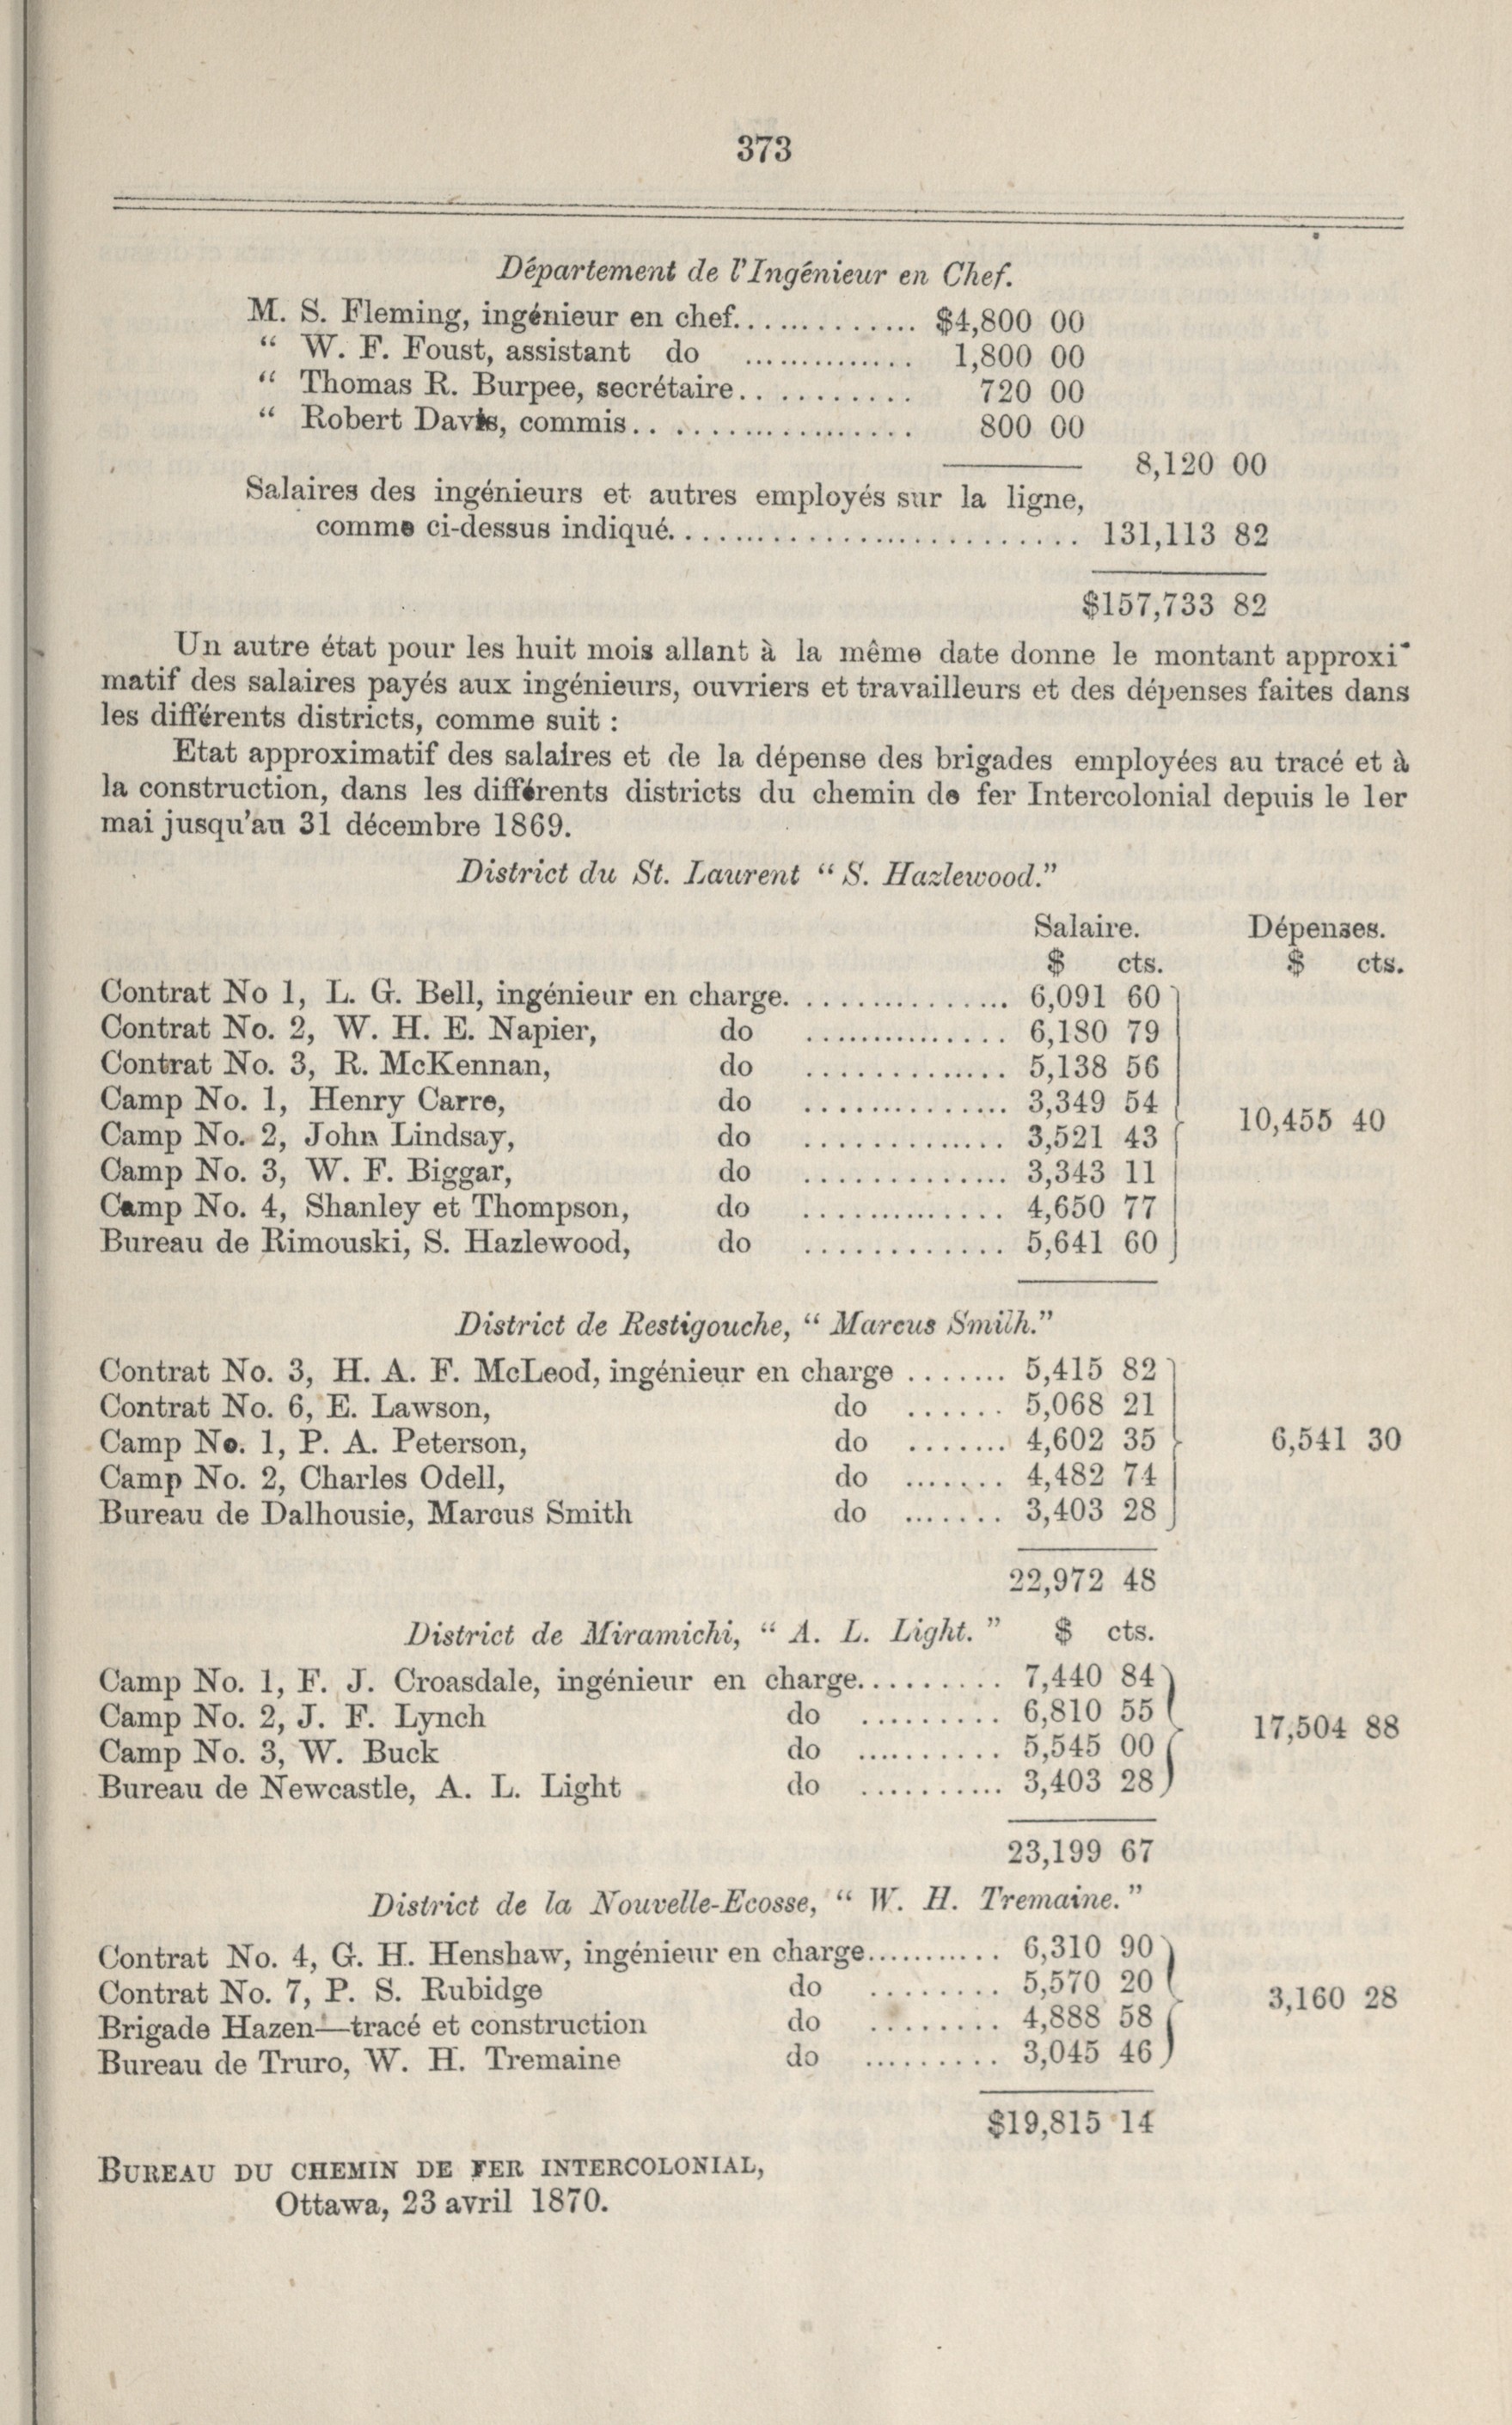 373
Département de l'Ingénieur en Chef.
M. S. Fleming, ingénieur en chef.............. $4,800 00
“ W. F. Foust, assistant do .............. 1,800 00
“ Thomas R. Burpee, secrétaire........... 720 00
“ Robert Davis, commis.................. 800 00
8,120 00
Salaires des ingénieurs et autres employés sur la ligne,
comme ci-dessus indiqué............................ 131,113 82
$157,733 82
Un autre état pour les huit mois allant à la même date donne le montant approxi-
matif des salaires payés aux ingénieurs, ouvriers et travailleurs et des dépenses faites dans
les différents districts, comme suit :
Etat approximatif des salaires et de la dépense des brigades employées au tracé et à
la construction, dans les différents districts du chemin de fer Intercolonial depuis le 1er
mai jusqu'au 31 décembre 1869.
District du St. Laurent “ S. Hazlewood.”
Salaire. Dépenses.
$ cts. $ cts.
Contrat No 1, L. G. Bell, ingénieur en charge................ 6,091 60
Contrat No. 2, W. H. E. Napier, do .............. 6,180 79
Contrat No. 3, R. McKennan, do ............. 5,138 56
Camp No. 1, Henry Carre, do .............. 3,349 54
Camp No. 2, John Lindsay, do ............. 3,521 43 10,455 40
Camp No. 3, W. F. Biggar, do .............. 3,343 11
Camp No. 4, Shanley et Thompson, do ............. 4,650 77
Bureau de Rimouski, S. Hazlewood, do ............ 5,641 60
District de Restigouche, “ Marcus Smith.”
Contrat No. 3, H. A. F. McLeod, ingénieur en charge ....... 5,415 82
Contrat No. 6, E. Lawson, do ...... 5,068 21
Camp No. 1, P. A. Peterson, do ....... 4,602 35 6,541 30
Camp No. 2, Charles Odell, do ....... 4,482 74
Bureau de Dalhousie, Marcus Smith do ....... 3,403 28
22,972 48
District de Miramichi, “ A. L. Light. ” $ cts.
Camp No. 1, F. J. Croasdale, ingénieur en charge.......... 7,440 84
Camp No. 2, J. F. Lynch do ......... 6,810 55
Camp No. 3, W. Buck do .......... 5,545 00 17,504 88
Bureau de Newcastle, A. L. Light do .......... 3,403 28
23,199 67
District de la Nouvelle-Ecosse, “ W. H. Tremaine. ”
Contrat No. 4, G. H. Henshaw, ingénieur en charge........... 6,310 90
Contrat No. 7, P. S. Rubidge do ........ 5,570 20
Brigade Hazen—tracé et construction do ........ 4,888 58 3,160 28
Bureau de Truro, W. H. Tremaine do ......... 3,045 46
$19,815 14
BUREAU DU CHEMIN DE FER INTERCOLONIAL,
Ottawa, 23 avril 1870.